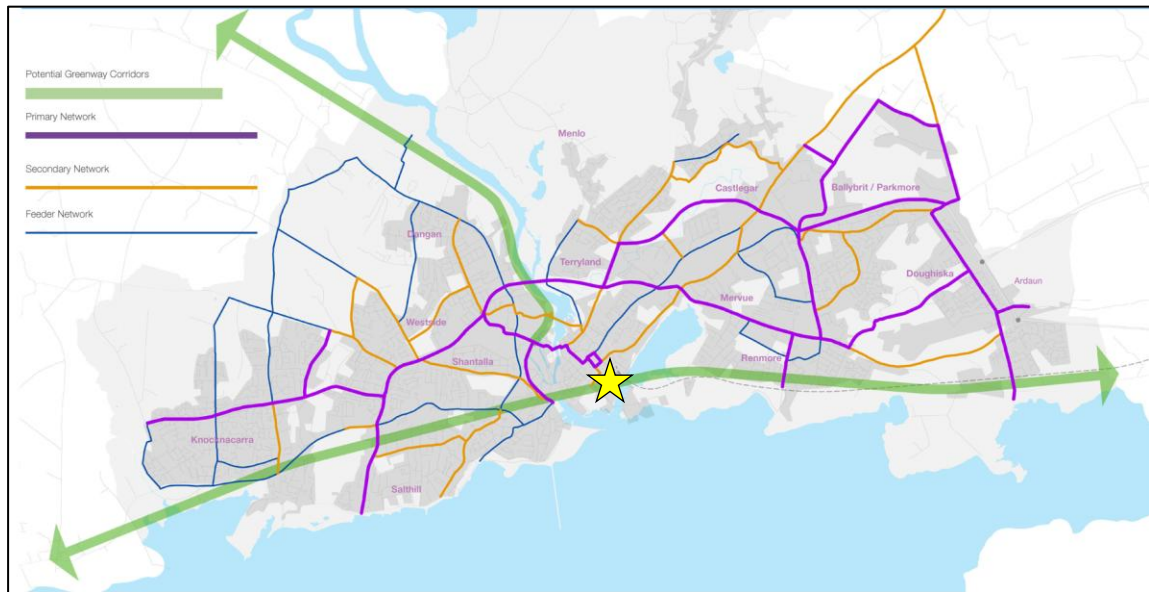 Potential Greenway Corridors
Primary Network
Secondary Network
Feeder Network
Menlo
Castlegar
Ballybrit / Parkmore
Dangan
Terryland
Doughiska
Ardaun
Mervue
Westside
Shantalla
Renmore
Knocnacarra
Salthill